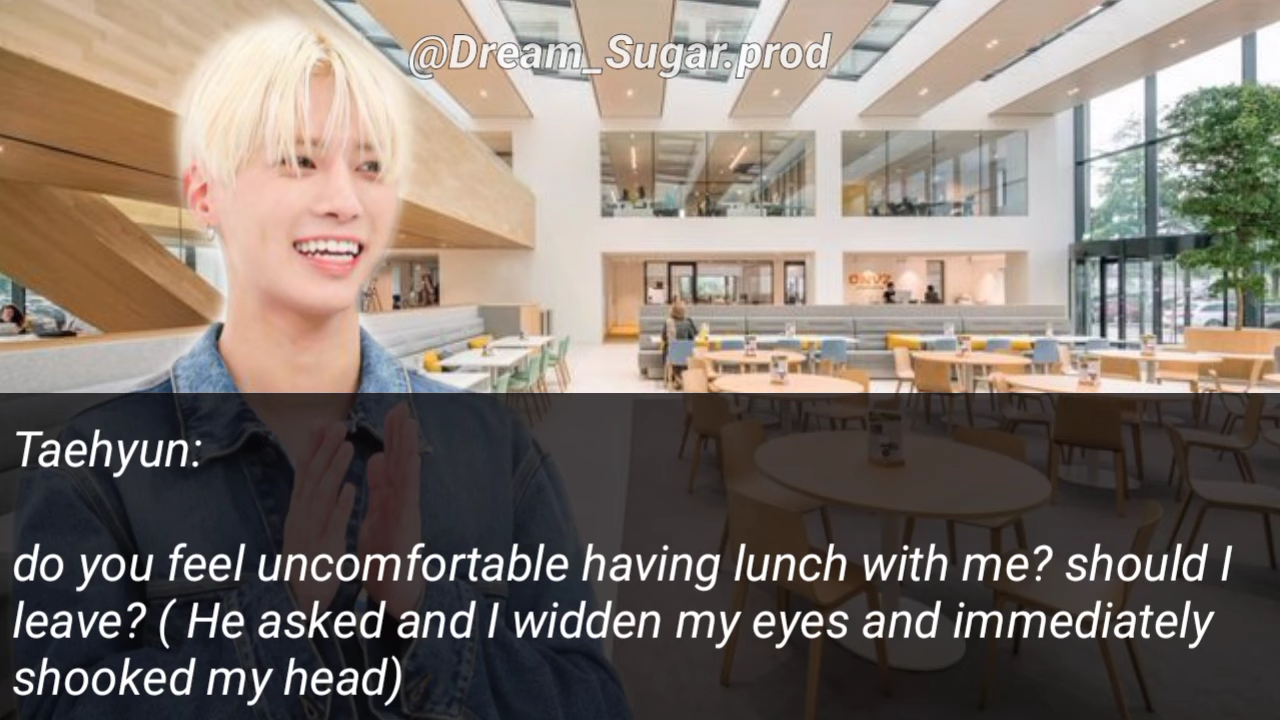 @Dream_Sugar.prod
Taehyun:
do you feel uncomfortable having lunch with me? should I
leave? ( He asked and I widden my eyes and immediately
shooked my head)